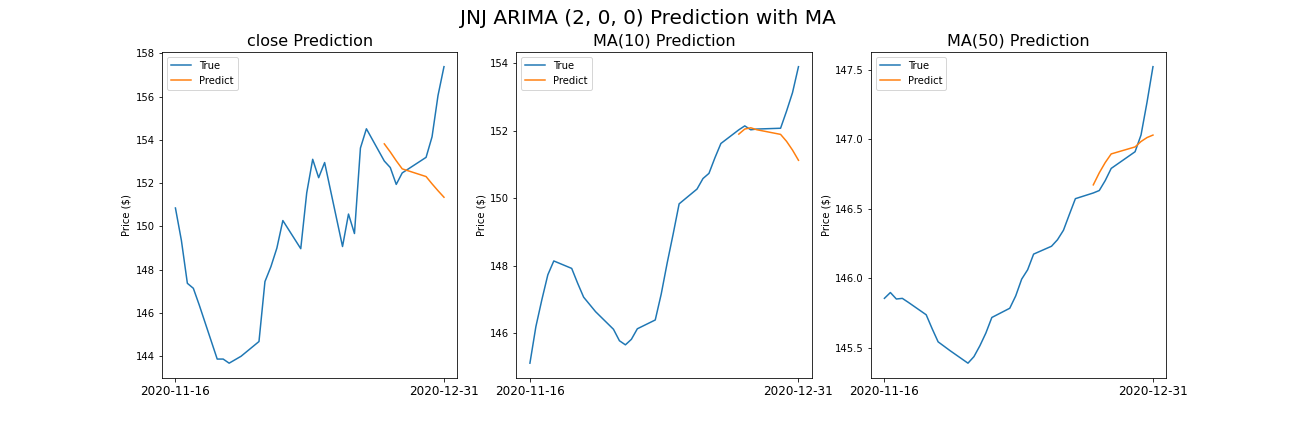 JNJ ARIMA (2, 0, 0) Prediction with MA
close Prediction
True
Predict
Price ($)
158
156
154
152
150
148
146
144
2020-11-16
2020-12-31
MA(10) Prediction
True
Predict
Price ($)
154
152
150
148
146
2020-11-16
2020-12-31
MA(50) Prediction
True
Predict
Price ($)
147.5
147.0
146.5
146.0
145.5
2020-11-16
2020-12-31